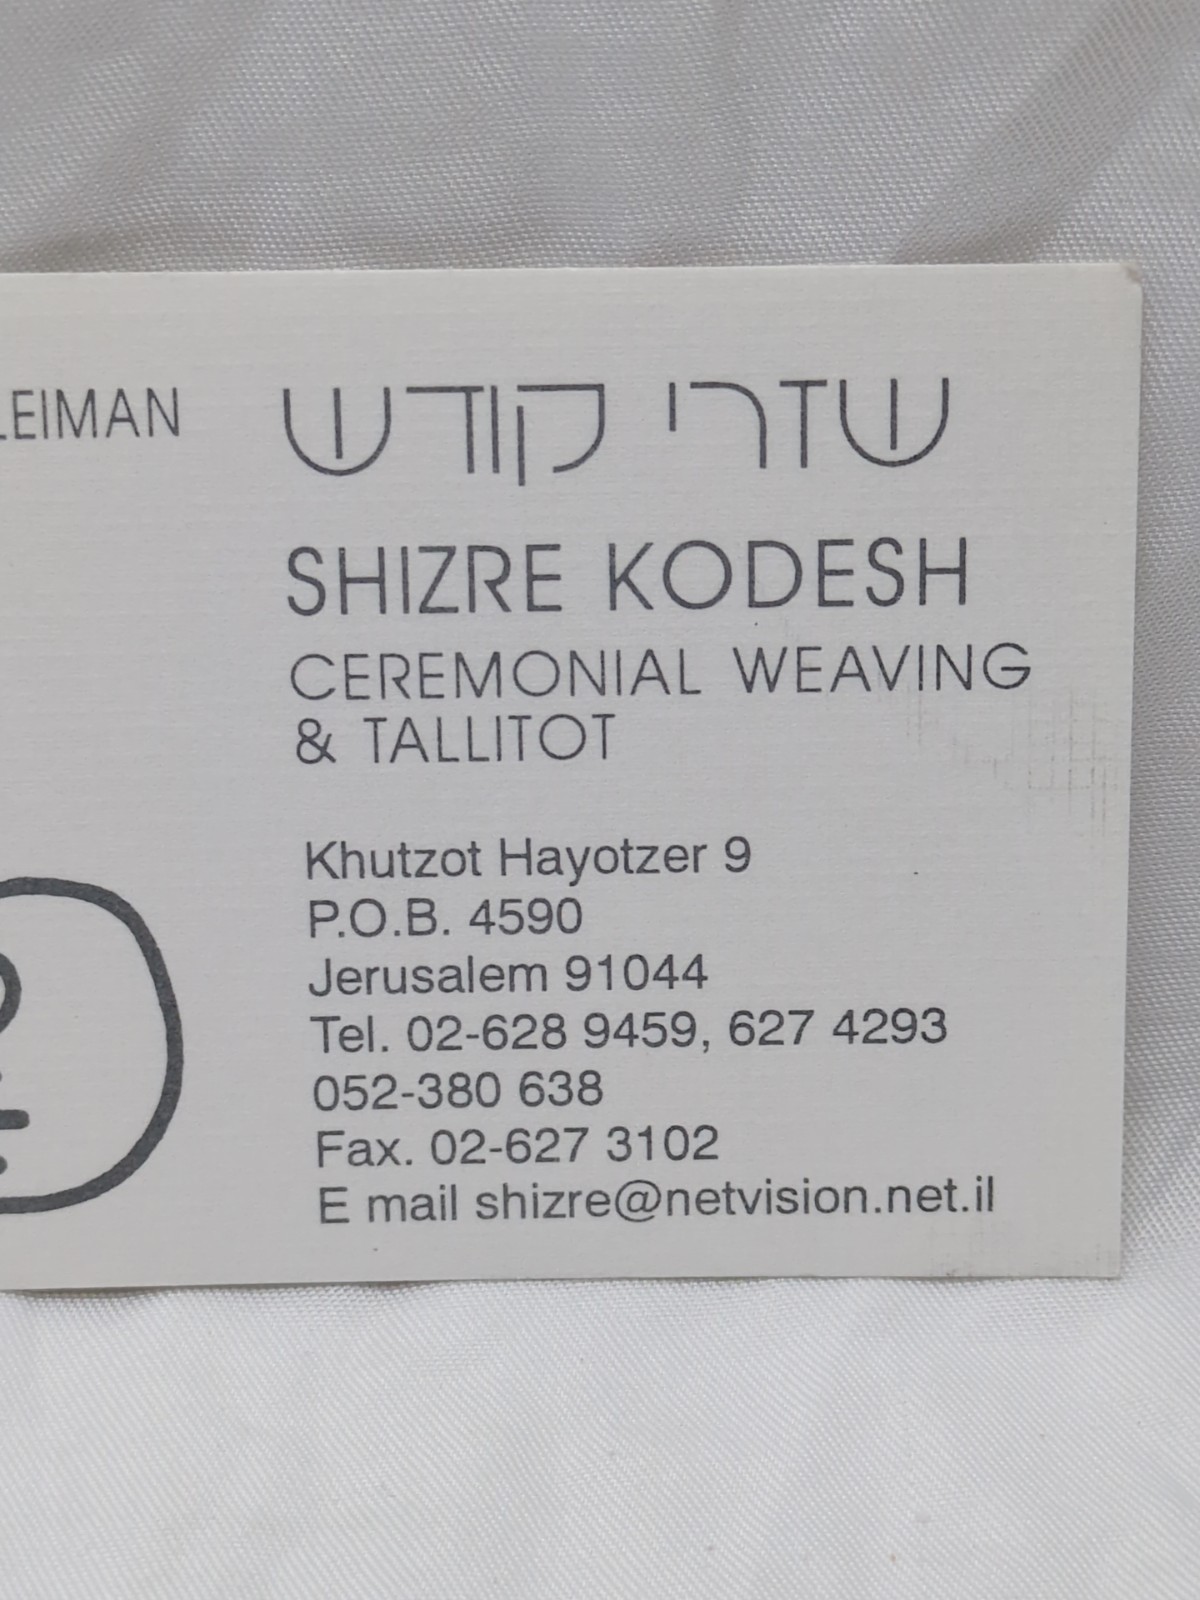 שזרי קודש
SHIZRE KODESH
CEREMONIAL WEAVING
& TALLITOT
Khutzot Hayotzer 9
P.O.B. 4590
Jerusalem 91044
Tel. 02-628 9459, 627 4293
052-380 638
Fax. 02-627 3102
E mail shizre@netvision.net.il